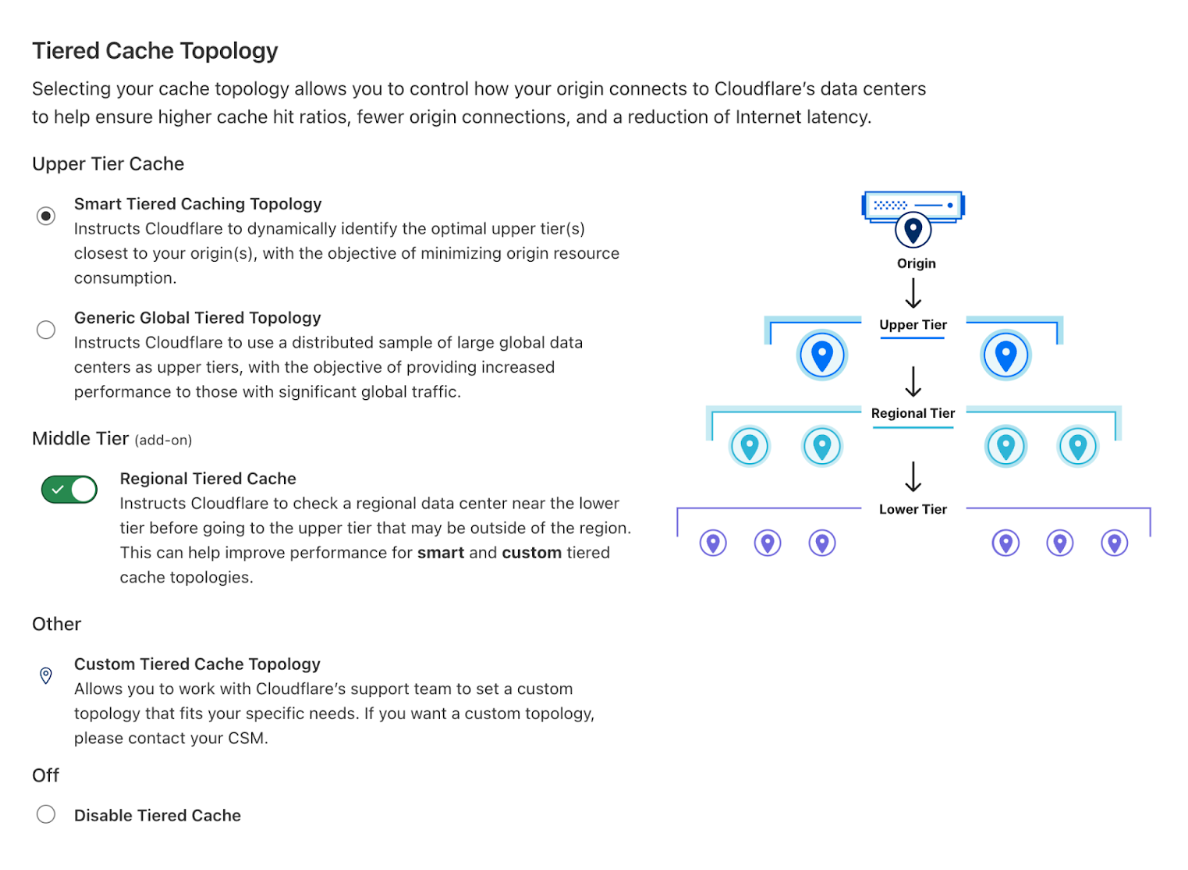 Tiered Cache Topology
Selecting your cache topology allows you to control how your origin connects to Cloudflare’s data centers
to help ensure higher cache hit ratios, fewer origin connections, and a reduction of Internet latency.
Upper Tier Cache
Smart Tiered Caching Topology
Instructs Cloudflare to dynamically identify the optimal upper tier(s)
closest to your origin(s), with the objective of minimizing origin resource
consumption.
Generic Global Tiered Topology
Instructs Cloudflare to use a distributed sample of large global data
centers as upper tiers, with the objective of providing increased
performance to those with significant global traffic.
Middle Tier (add-on)
Regional Tiered Cache
Instructs Cloudflare to check a regional data center near the lower
tier before going to the upper tier that may be outside of the region.
This can help improve performance for smart and custom tiered
cache topologies.
Other
Custom Tiered Cache Topology
Allows you to work with Cloudflare’s support team to set a custom
topology that fits your specific needs. If you want a custom topology,
please contact your CSM.
Off
Disable Tiered Cache
Origin
Upper Tier
Regional Tier
Lower Tier